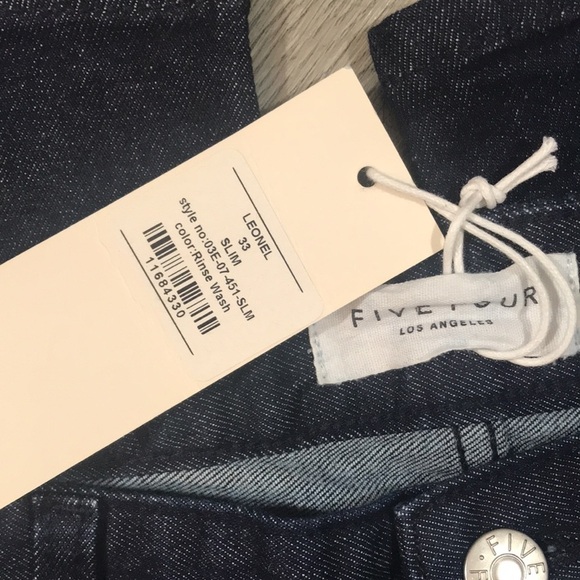 LEONEL
33
SLIM
style no:03E-07-451-SLM
color:Rinse Wash
11684330
FIVE FOUR
LOS ANGELES
FIVE